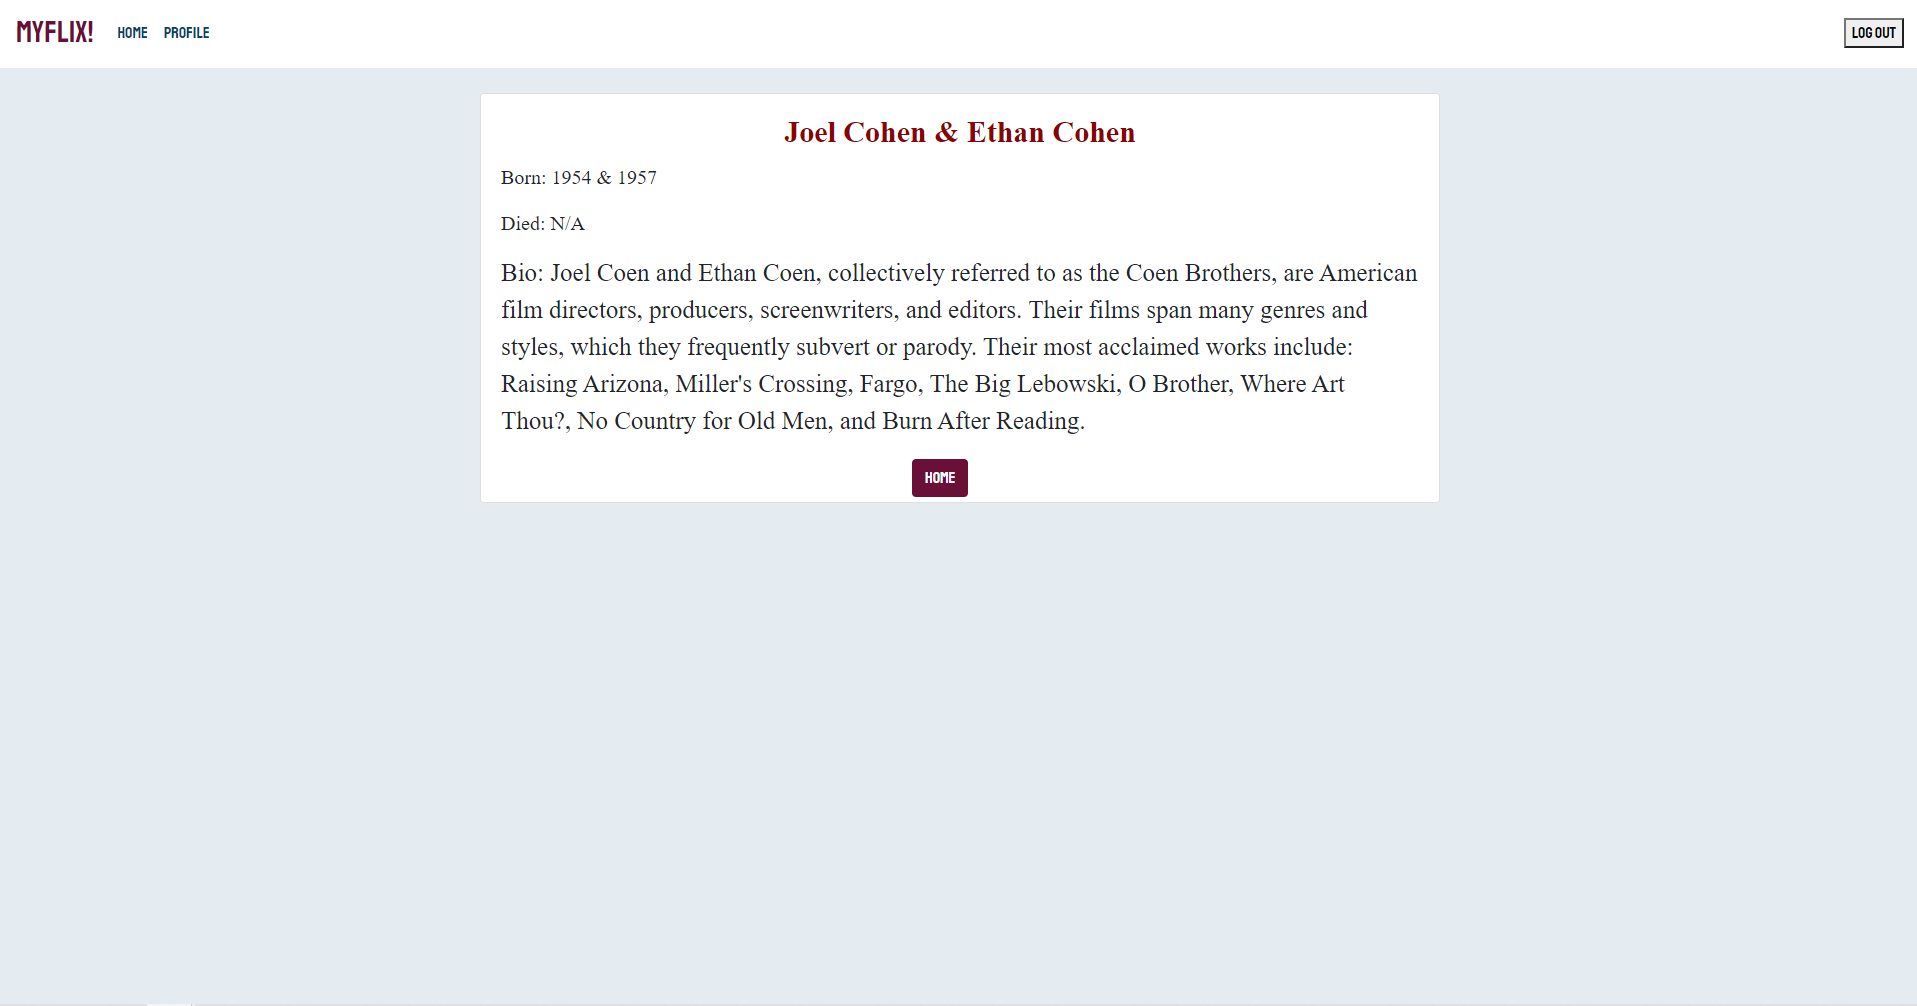 MYFLIX! HOME PROFILE LOG OUT
Joel Cohen & Ethan Cohen
Born: 1954 & 1957
Died: N/A
Bio: Joel Coen and Ethan Coen, collectively referred to as the Coen Brothers, are American
film directors, producers, screenwriters, and editors. Their films span many genres and
styles, which they frequently subvert or parody. Their most acclaimed works include:
Raising Arizona, Miller's Crossing, Fargo, The Big Lebowski, O Brother, Where Art
Thou?, No Country for Old Men, and Burn After Reading.
HOME